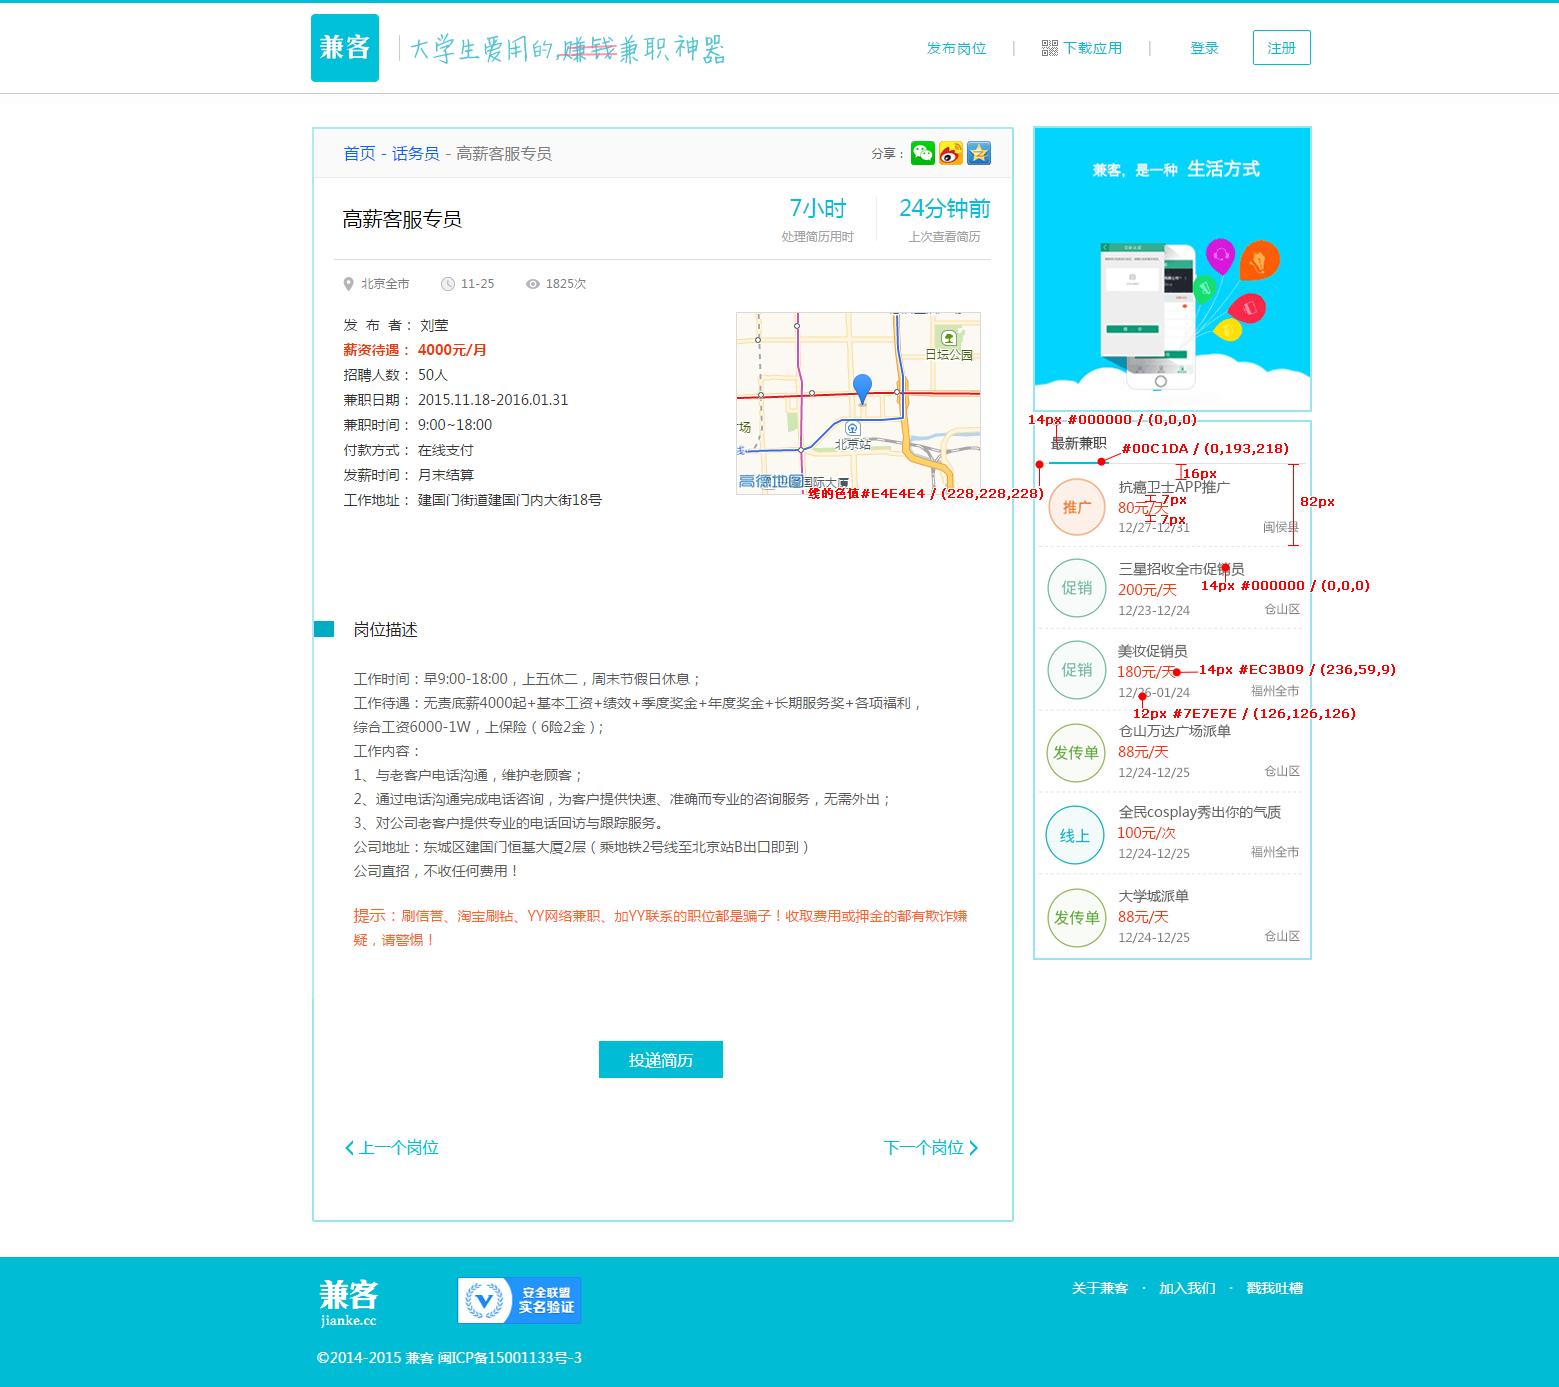 兼客
大学生爱用的,赚钱兼职神器
发布岗位 | 下载应用 | 登录 注册
首页 - 话务员 - 高薪客服专员
分享：
高薪客服专员
7小时
处理简历用时
24分钟前
上次查看简历
北京全市 11-25 1825次
发 布 者： 刘莹
薪资待遇： 4000元/月
招聘人数： 50人
兼职日期： 2015.11.18-2016.01.31
兼职时间： 9:00~18:00
付款方式： 在线支付
发薪时间： 月末结算
工作地址： 建国门街道建国门内大街18号
日坛公园
广场
北京站
线
高德地图
国际大厦
岗位描述
工作时间：早9:00-18:00，上五休二，周末节假日休息；
工作待遇：无责底薪4000起+基本工资+绩效+季度奖金+年度奖金+长期服务奖+各项福利，
综合工资6000-1W，上保险（6险2金）；
工作内容：
1、与老客户电话沟通，维护老顾客；
2、通过电话沟通完成电话咨询，为客户提供快速、准确而专业的咨询服务，无需外出；
3、对公司老客户提供专业的电话回访与跟踪服务。
公司地址：东城区建国门恒基大厦2层（乘地铁2号线至北京站B出口即到）
公司直招，不收任何费用！
提示：刷信誉、淘宝刷钻、YY网络兼职、加YY联系的职位都是骗子！收取费用或押金的都有欺诈嫌
疑，请警惕！
投递简历
上一个岗位
下一个岗位
兼客，是一种 生活方式
14px #000000 / (0,0,0)
最新兼职
#00C1DA / (0,193,218)
16px
线的色值#E4E4E4 / (228,228,228)
82px
推广
抗癌卫士APP推广
7px
80元/天
7px
12/27-12/31
闽侯县
促销
三星招收全市促销员
14px #000000 / (0,0,0)
200元/天
12/23-12/24
仓山区
促销
美妆促销员
180元/天
14px #EC3B09 / (236,59,9)
12/26-01/24
福州全市
12px #7E7E7E / (126,126,126)
发传单
仓山万达广场派单
88元/天
12/24-12/25
仓山区
线上
全民cosplay秀出你的气质
100元/次
12/24-12/25
福州全市
发传单
大学城派单
88元/天
12/24-12/25
仓山区
兼客
jianke.cc
安全联盟
实名验证
关于兼客 · 加入我们 · 戳我吐槽
©2014-2015 兼客 闽ICP备15001133号-3